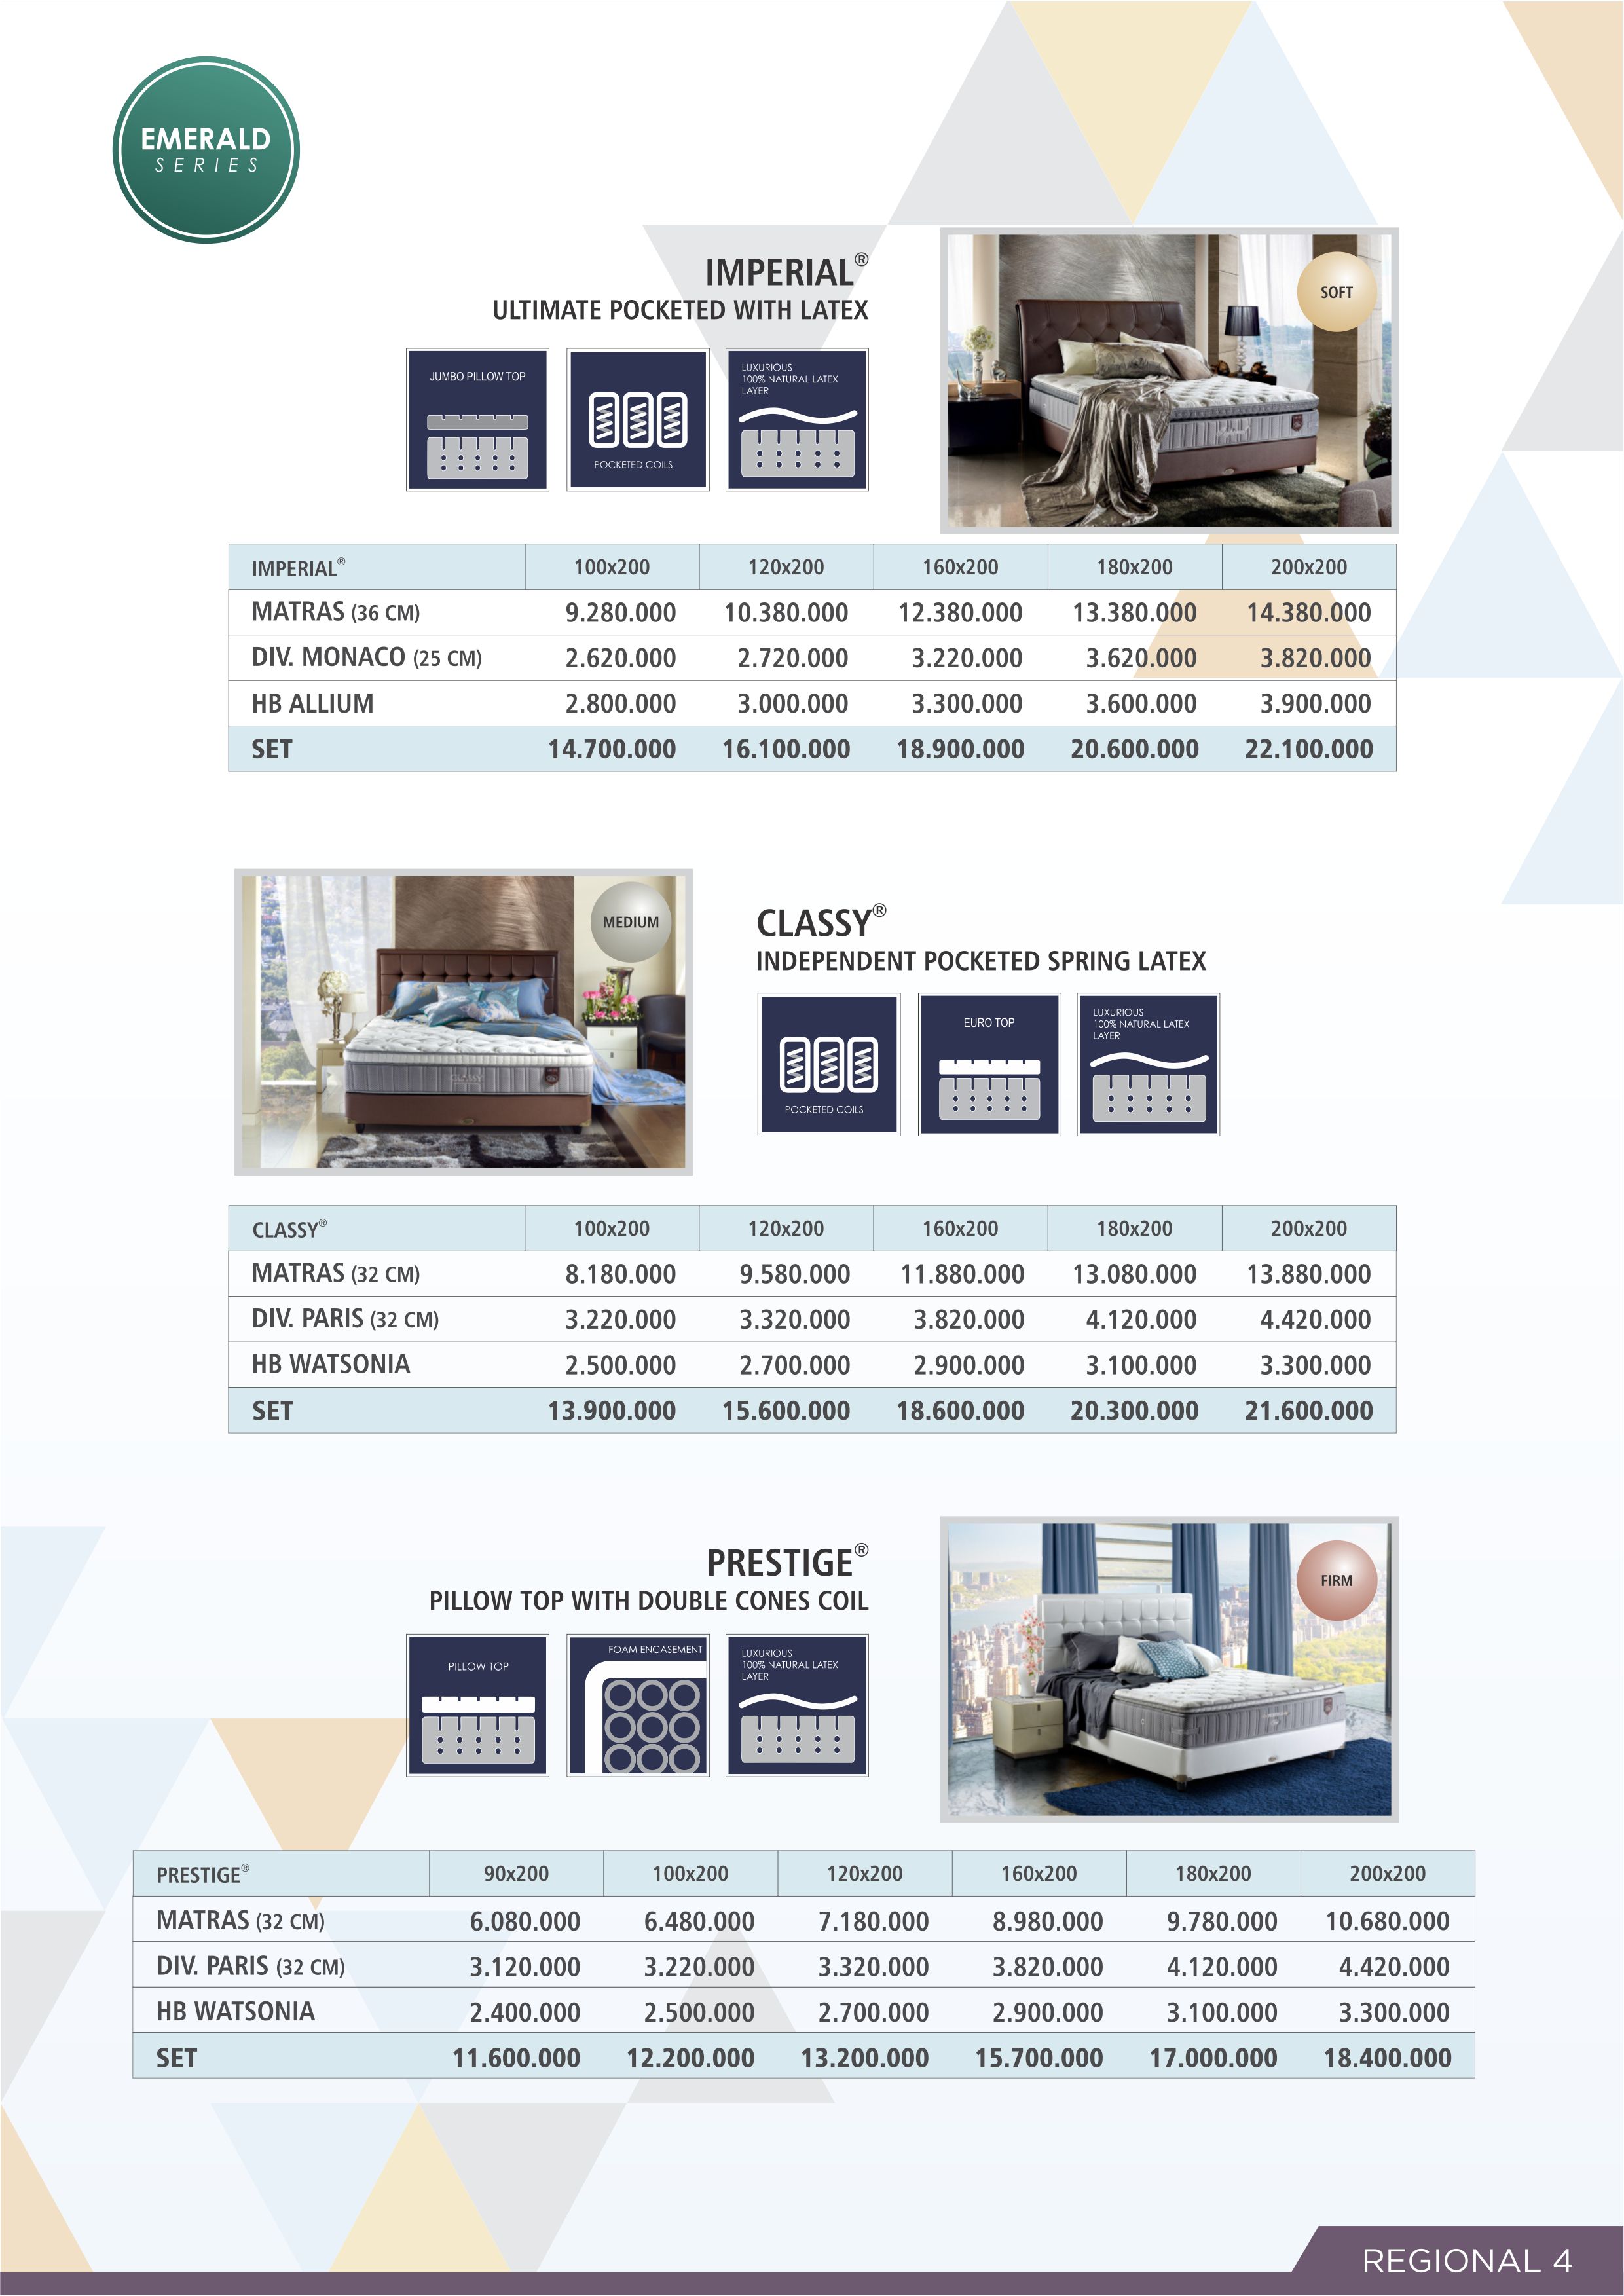 EMERALD
SERIES
IMPERIAL®
ULTIMATE POCKETED WITH LATEX
SOFT
JUMBO PILLOW TOP
POCKETED COILS
LUXURIOUS
100% NATURAL LATEX
LAYER
IMPERIAL® 100x200 120x200 160x200 180x200 200x200
MATRAS (36 CM) 9.280.000 10.380.000 12.380.000 13.380.000 14.380.000
DIV. MONACO (25 CM) 2.620.000 2.720.000 3.220.000 3.620.000 3.820.000
HB ALLIUM 2.800.000 3.000.000 3.300.000 3.600.000 3.900.000
SET 14.700.000 16.100.000 18.900.000 20.600.000 22.100.000
MEDIUM
CLASSY
CLASSY®
INDEPENDENT POCKETED SPRING LATEX
POCKETED COILS
EURO TOP
LUXURIOUS
100% NATURAL LATEX
LAYER
CLASSY® 100x200 120x200 160x200 180x200 200x200
MATRAS (32 CM) 8.180.000 9.580.000 11.880.000 13.080.000 13.880.000
DIV. PARIS (32 CM) 3.220.000 3.320.000 3.820.000 4.120.000 4.420.000
HB WATSONIA 2.500.000 2.700.000 2.900.000 3.100.000 3.300.000
SET 13.900.000 15.600.000 18.600.000 20.300.000 21.600.000
PRESTIGE®
PILLOW TOP WITH DOUBLE CONES COIL
FIRM
PILLOW TOP
FOAM ENCASEMENT
LUXURIOUS
100% NATURAL LATEX
LAYER
PRESTIGE® 90x200 100x200 120x200 160x200 180x200 200x200
MATRAS (32 CM) 6.080.000 6.480.000 7.180.000 8.980.000 9.780.000 10.680.000
DIV. PARIS (32 CM) 3.120.000 3.220.000 3.320.000 3.820.000 4.120.000 4.420.000
HB WATSONIA 2.400.000 2.500.000 2.700.000 2.900.000 3.100.000 3.300.000
SET 11.600.000 12.200.000 13.200.000 15.700.000 17.000.000 18.400.000
REGIONAL 4